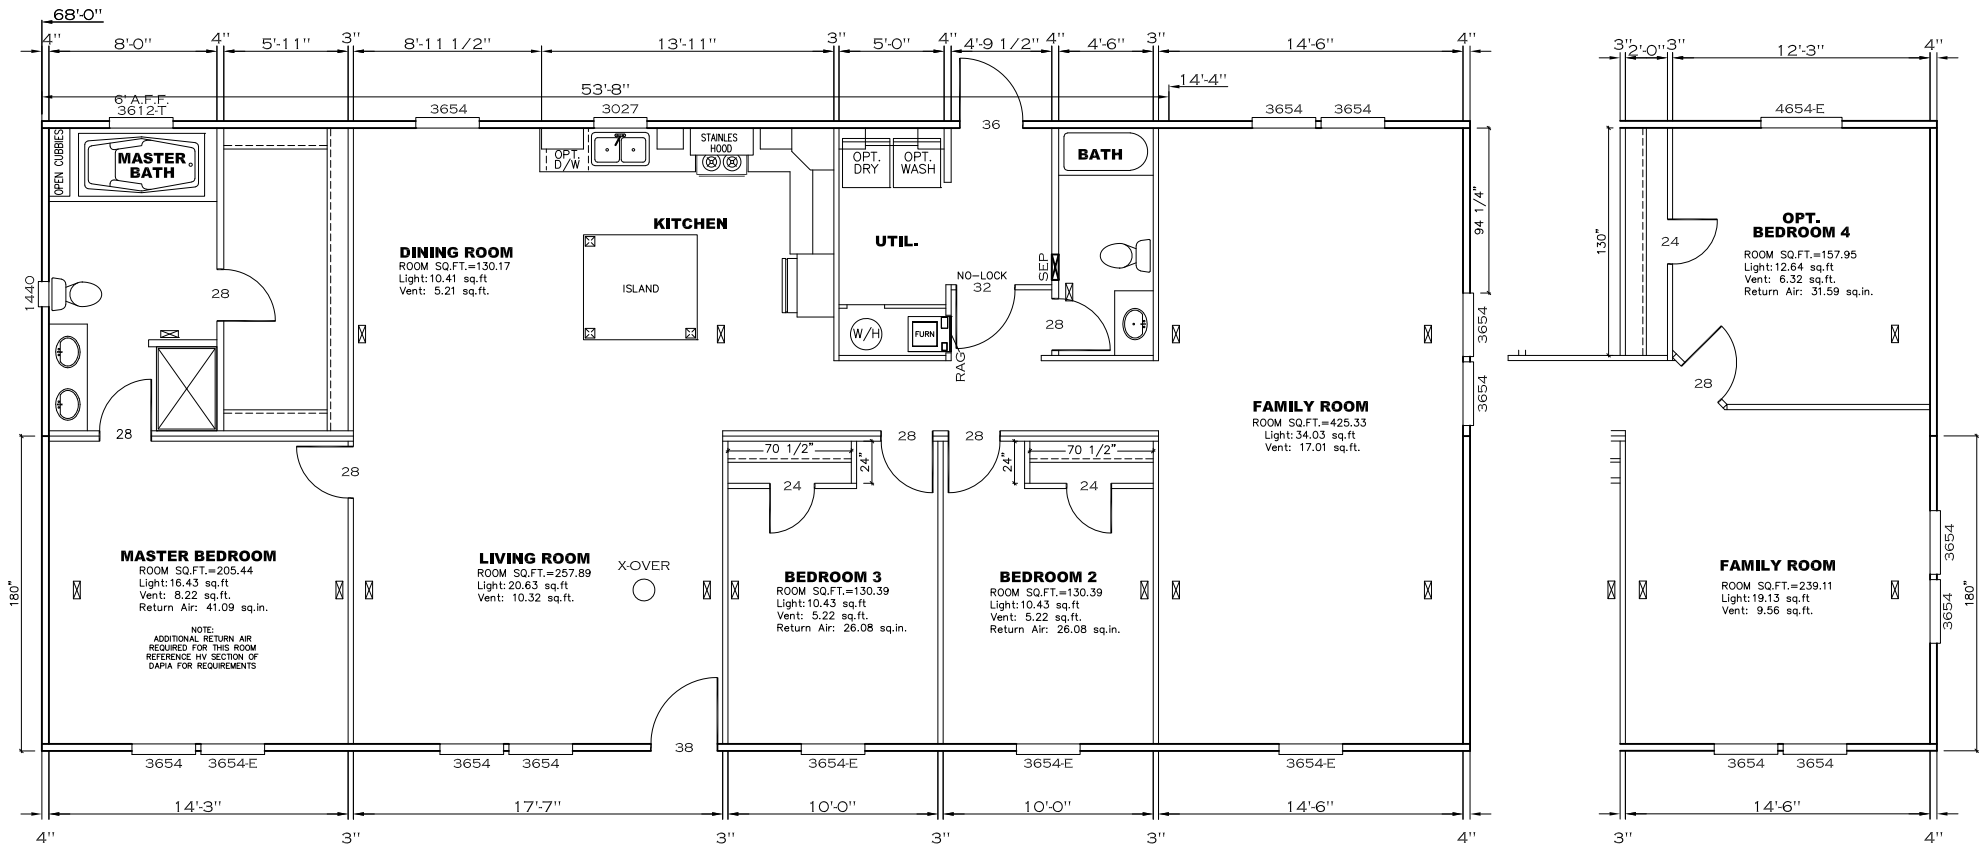 68'-0"
4" 8'-0" 4" 5'-11" 3" 8'-11 1/2" 13'-11" 3" 5'-0" 4" 4'-9 1/2" 4" 4'-6" 3" 14'-6" 4"
3" 2'-0" 3" 12'-3" 4"
53'-8" 14'-4"
6' A.F.F.
3612-T
3654
3027
36
3654 3654
4654-E
OPEN CUBBIES
MASTER
BATH
OPT.
D/W
STAINLES
HOOD
OPT.
DRY
OPT.
WASH
BATH
94 1/4"
130"
KITCHEN
UTIL.
DINING ROOM
ROOM SQ.FT.=130.17
Light:10.41 sq.ft
Vent: 5.21 sq.ft.
ISLAND
NO-LOCK
32
SEP
28
1440
W/H
FURN
RAG
28
3654
3654
24
OPT.
BEDROOM 4
ROOM SQ.FT.=157.95
Light:12.64 sq.ft
Vent: 6.32 sq.ft.
Return Air: 31.59 sq.in.
28
FAMILY ROOM
ROOM SQ.FT.=425.33
Light:34.03 sq.ft
Vent: 17.01 sq.ft.
28
28
28
28
70 1/2"
24"
24
24"
70 1/2"
24
180"
MASTER BEDROOM
ROOM SQ.FT.=205.44
Light:16.43 sq.ft
Vent: 8.22 sq.ft.
Return Air: 41.09 sq.in.
NOTE:
ADDITIONAL RETURN AIR
REQUIRED FOR THIS ROOM
REFERENCE HV SECTION OF
DAPIA FOR REQUIREMENTS
LIVING ROOM
ROOM SQ.FT.=257.89
Light:20.63 sq.ft
Vent: 10.32 sq.ft.
X-OVER
BEDROOM 3
ROOM SQ.FT.=130.39
Light:10.43 sq.ft
Vent: 5.22 sq.ft
Return Air: 26.08 sq.in.
BEDROOM 2
ROOM SQ.FT.=130.39
Light:10.43 sq.ft
Vent: 5.22 sq.ft
Return Air: 26.08 sq.in.
FAMILY ROOM
ROOM SQ.FT.=239.11
Light:19.13 sq.ft
Vent: 9.56 sq.ft.
3654
3654
180"
3654 3654-E
3654 3654
38
3654-E
3654-E
3654-E
3654 3654
14'-3" 17'-7" 10'-0" 10'-0" 14'-6" 14'-6"
4" 3" 3" 3" 3" 4" 3" 4"